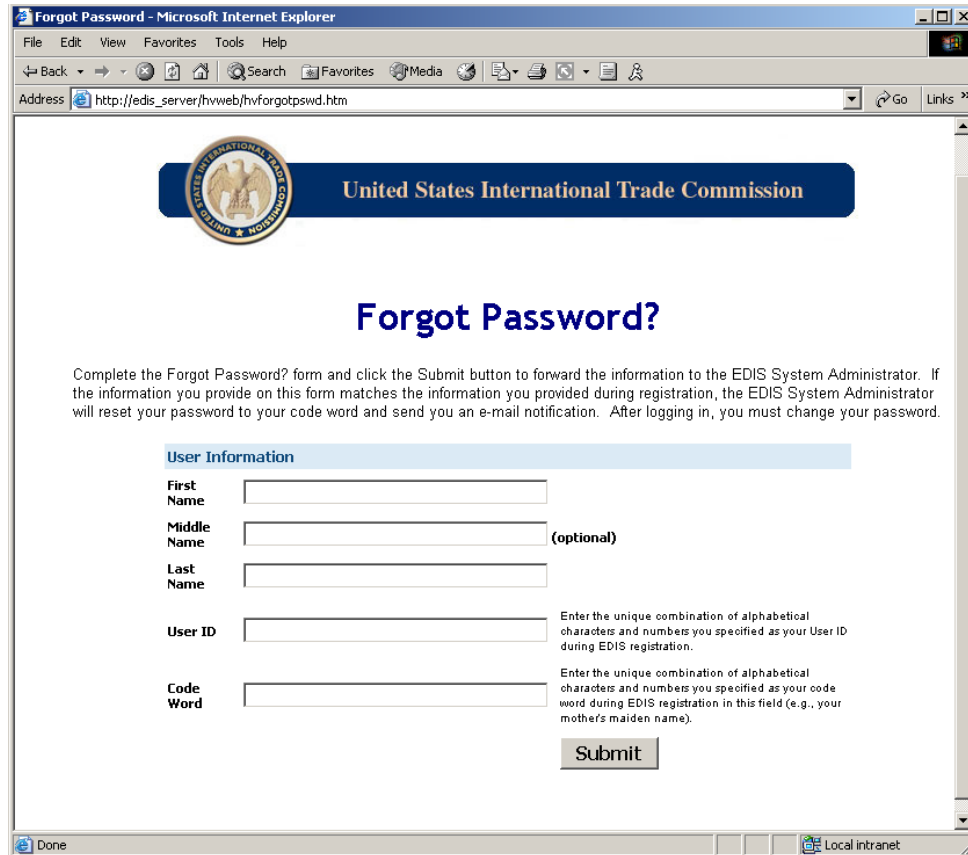 Forgot Password - Microsoft Internet Explorer
File Edit View Favorites Tools Help
Back Search Favorites Media
Address http://edis_server/hvweb/hvforgotpswd.htm Go Links »
UNITED STATES INTERNATIONAL TRADE COMMISSION
United States International Trade Commission
Forgot Password?
Complete the Forgot Password? form and click the Submit button to forward the information to the EDIS System Administrator. If
the information you provide on this form matches the information you provided during registration, the EDIS System Administrator
will reset your password to your code word and send you an e-mail notification. After logging in, you must change your password.
User Information
First
Name
Middle
Name
(optional)
Last
Name
User ID
Enter the unique combination of alphabetical
characters and numbers you specified as your User ID
during EDIS registration.
Code
Word
Enter the unique combination of alphabetical
characters and numbers you specified as your code
word during EDIS registration in this field (e.g., your
mother's maiden name).
Submit
Done
Local intranet